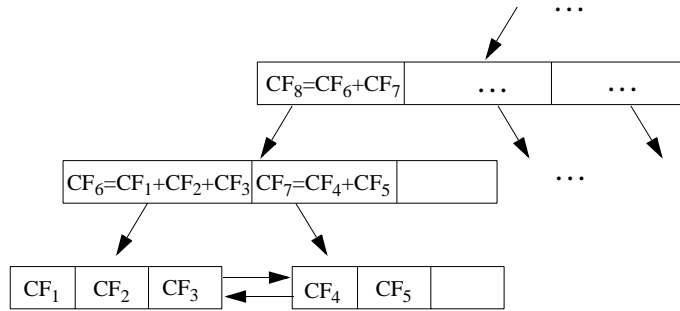 ...
CF₈=CF₆+CF₇ ... ...
CF₆=CF₁+CF₂+CF₃ CF₇=CF₄+CF₅ ...
CF₁ CF₂ CF₃ CF₄ CF₅